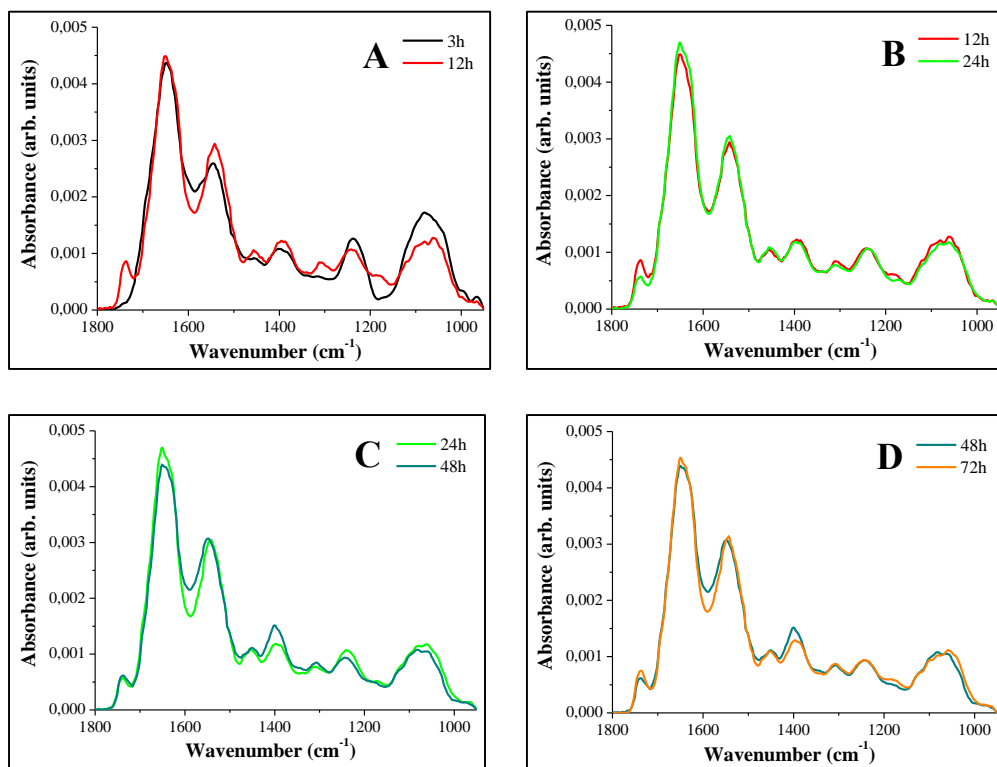 A
3h
12h
0,005
0,004
0,003
0,002
0,001
0,000
Absorbance (arb. units)
1800 1600 1400 1200 1000
Wavenumber (cm⁻¹)
B
12h
24h
0,005
0,004
0,003
0,002
0,001
0,000
Absorbance (arb. units)
1800 1600 1400 1200 1000
Wavenumber (cm⁻¹)
C
24h
48h
0,005
0,004
0,003
0,002
0,001
0,000
Absorbance (arb. units)
1800 1600 1400 1200 1000
Wavenumber (cm⁻¹)
D
48h
72h
0,005
0,004
0,003
0,002
0,001
0,000
Absorbance (arb. units)
1800 1600 1400 1200 1000
Wavenumber (cm⁻¹)